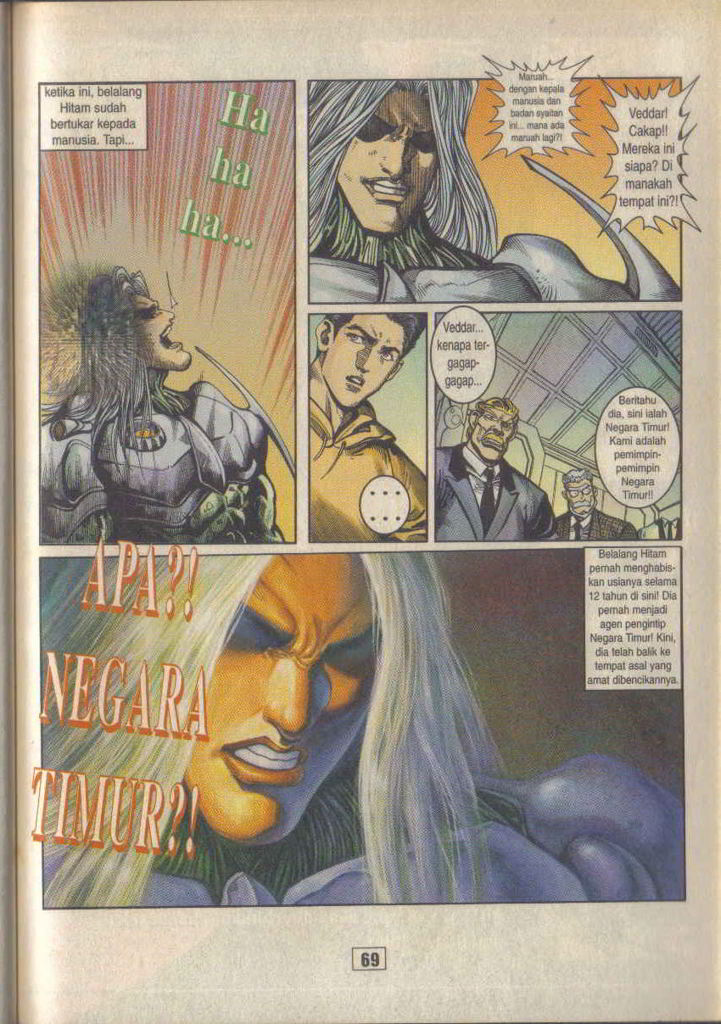 ketika ini, belalang
Hitam sudah
bertukar kepada
manusia. Tapi...
Ha
ha
ha...
Maruah...
dengan kepala
manusia dan
badan syaitan
ini... mana ada
maruah lagi?!
Veddar!
Cakap!!
Mereka ini
siapa? Di
manakah
tempat ini?!
......
Veddar...
kenapa ter-
gagap-
gagap...
Beritahu
dia, sini ialah
Negara Timur!
Kami adalah
pemimpin-
pemimpin
Negara
Timur!!
APA?!
NEGARA
TIMUR?!
Belalang Hitam
pernah menghabis-
kan usianya selama
12 tahun di sini! Dia
pernah menjadi
agen pengintip
Negara Timur! Kini,
dia telah balik ke
tempat asal yang
amat dibencikannya.
69